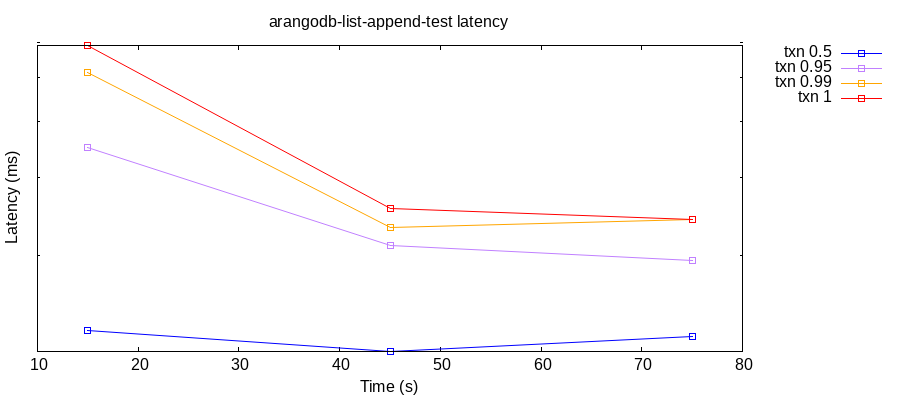 arangodb-list-append-test latency
txn 0.5
txn 0.95
txn 0.99
txn 1
Latency (ms)
10 20 30 40 50 60 70 80
Time (s)